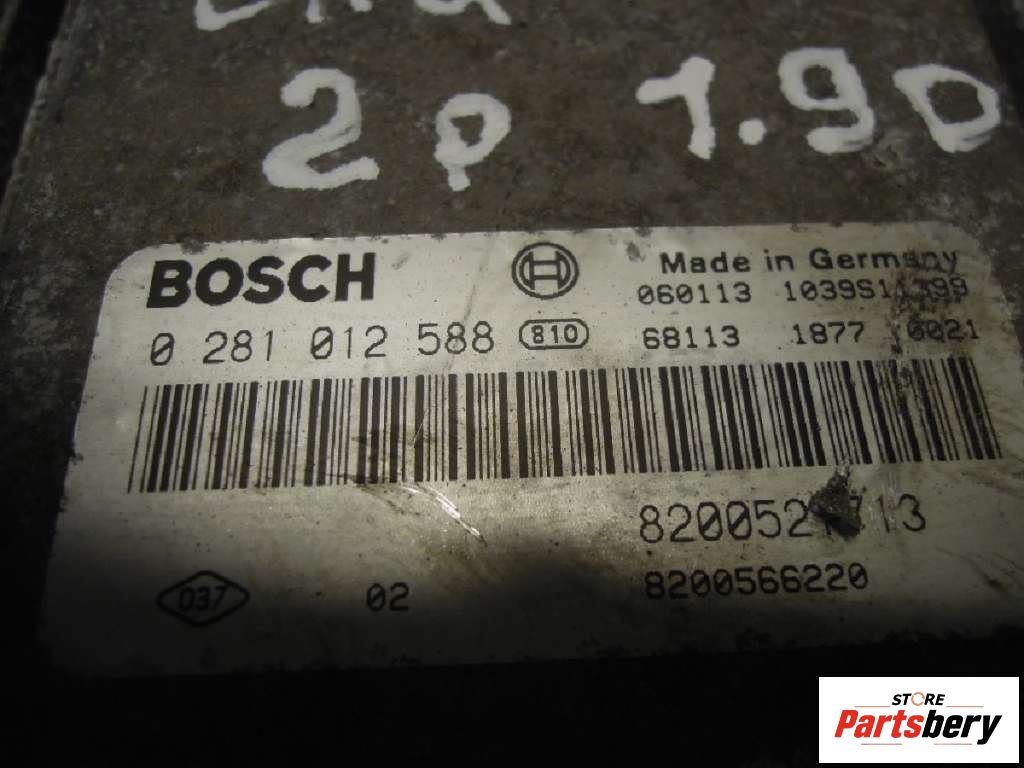 2p 1.9D
BOSCH Made in Germany
060113
0 281 012 588 810 68113 1877 0021
037 02 8200566220
STORE
Partsbery